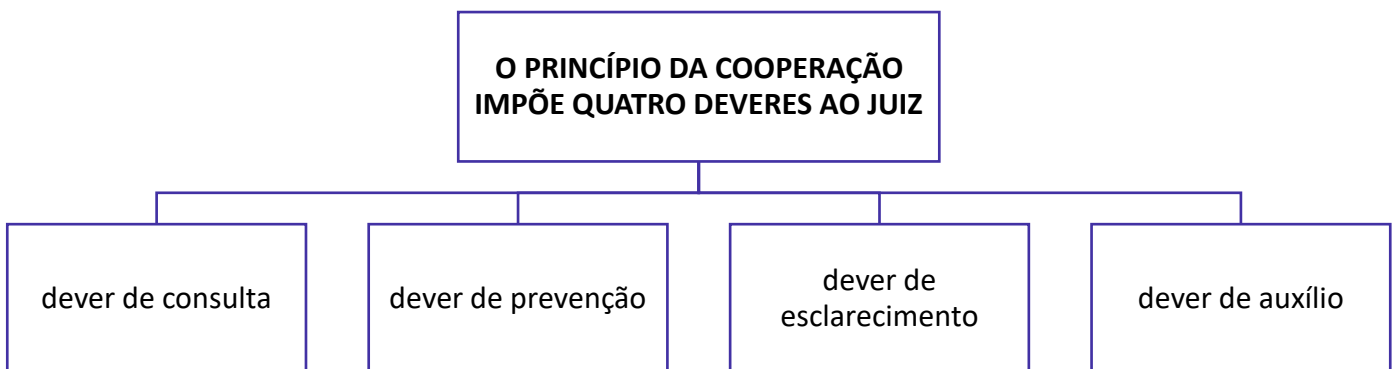 O PRINCÍPIO DA COOPERAÇÃO
IMPÕE QUATRO DEVERES AO JUIZ
dever de consulta
dever de prevenção
dever de
esclarecimento
dever de auxílio